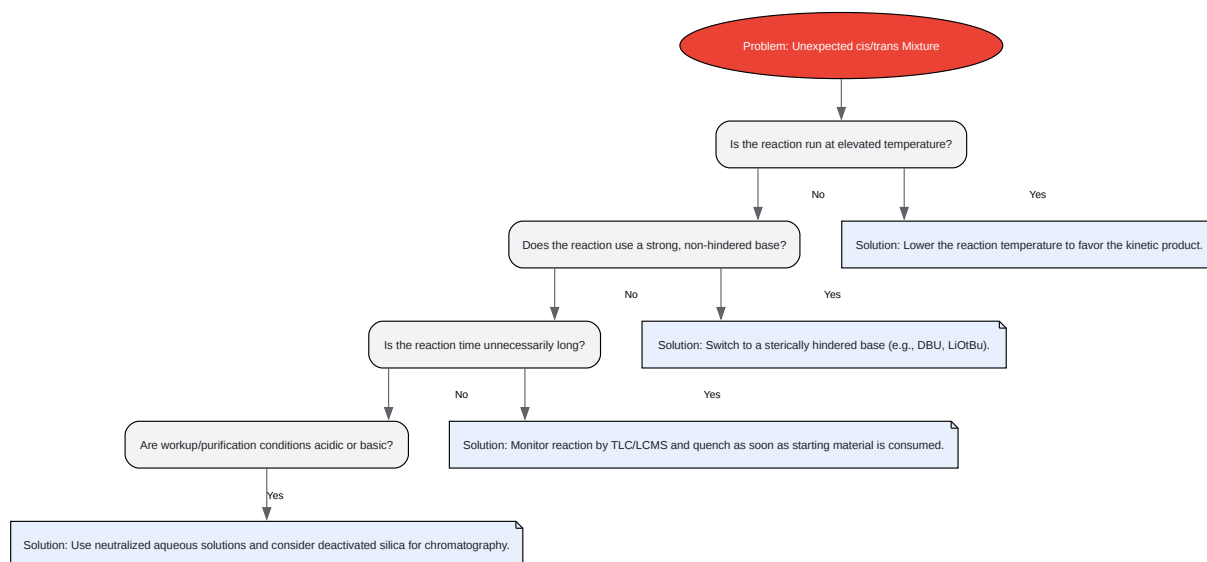 Problem: Unexpected cis/trans Mixture
Is the reaction run at elevated temperature?
No
Yes
Does the reaction use a strong, non-hindered base?
Solution: Lower the reaction temperature to favor the kinetic product.
No
Yes
Is the reaction time unnecessarily long?
Solution: Switch to a sterically hindered base (e.g., DBU, LiOtBu).
No
Yes
Are workup/purification conditions acidic or basic?
Solution: Monitor reaction by TLC/LCMS and quench as soon as starting material is consumed.
Yes
Solution: Use neutralized aqueous solutions and consider deactivated silica for chromatography.